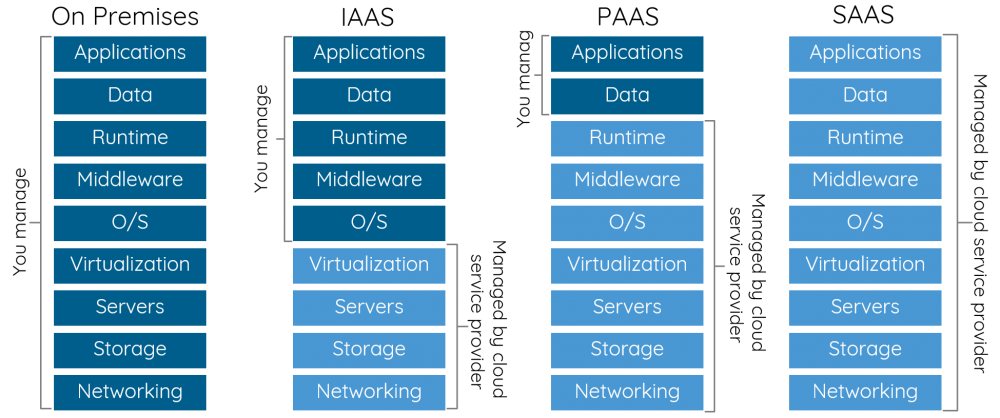 On Premises
You manage
Applications
Data
Runtime
Middleware
O/S
Virtualization
Servers
Storage
Networking
IAAS
You manage
Applications
Data
Runtime
Middleware
O/S
Virtualization
Servers
Storage
Networking
Managed by cloud
service provider
PAAS
You manag
Applications
Data
Runtime
Middleware
O/S
Virtualization
Servers
Storage
Networking
Managed by cloud
service provider
SAAS
Applications
Data
Runtime
Middleware
O/S
Virtualization
Servers
Storage
Networking
Managed by cloud service provider